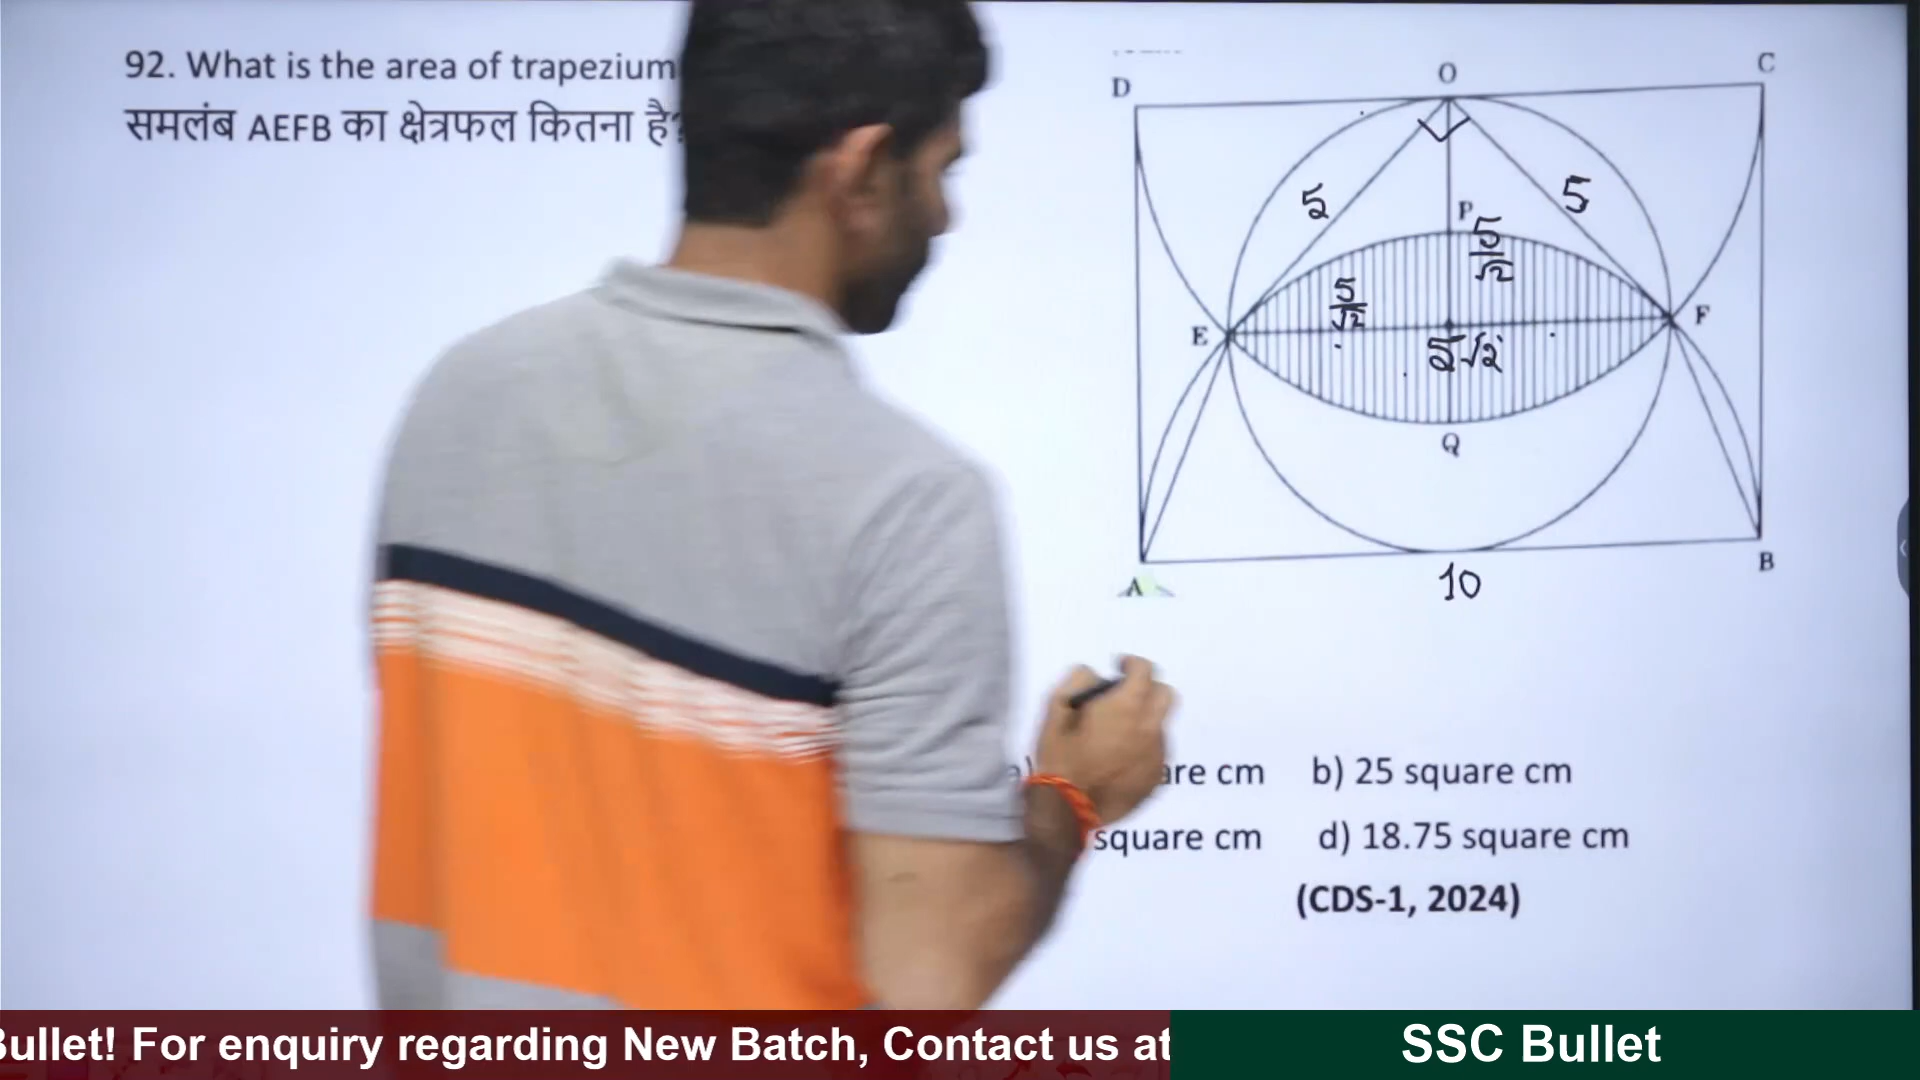 92. What is the area of trapezium
समलंब AEFB का क्षेत्रफल कितना है?
D
O
C
5
5
P
5/√2
5/√2
E
F
5√2
Q
A
B
10
square cm b) 25 square cm
square cm d) 18.75 square cm
(CDS-1, 2024)
Bullet! For enquiry regarding New Batch, Contact us at
SSC Bullet